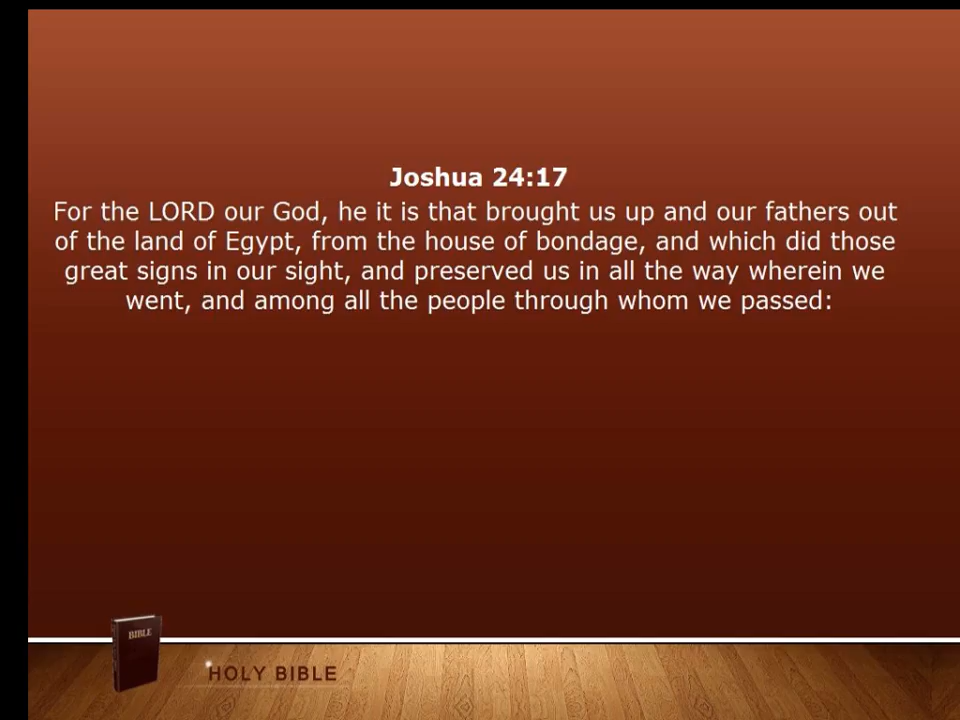 Joshua 24:17
For the LORD our God, he it is that brought us up and our fathers out
of the land of Egypt, from the house of bondage, and which did those
great signs in our sight, and preserved us in all the way wherein we
went, and among all the people through whom we passed:
BIBLE
HOLY BIBLE